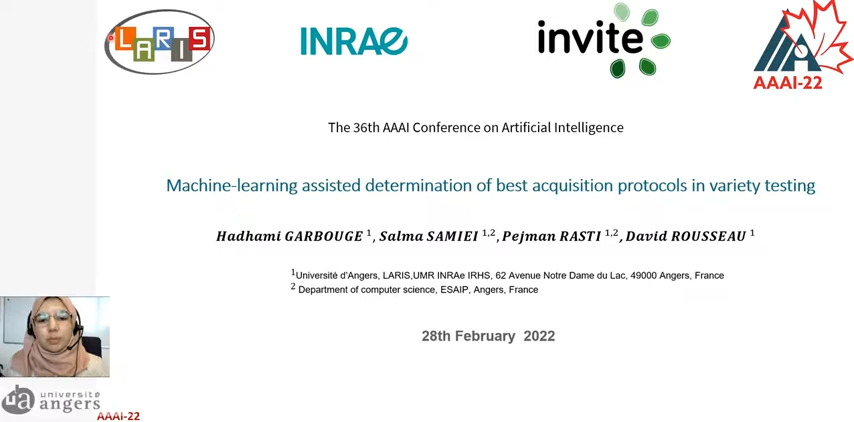 LARIS
INRAE
invite
AAAI-22
The 36th AAAI Conference on Artificial Intelligence
Machine-learning assisted determination of best acquisition protocols in variety testing
Hadhami GARBOUGE 1, Salma SAMIEI 1,2, Pejman RASTI 1,2, David ROUSSEAU 1
1Université d'Angers, LARIS,UMR INRAe IRHS, 62 Avenue Notre Dame du Lac, 49000 Angers, France
2 Department of computer science, ESAIP, Angers, France
28th February 2022
ua université
angers
AAAI-22